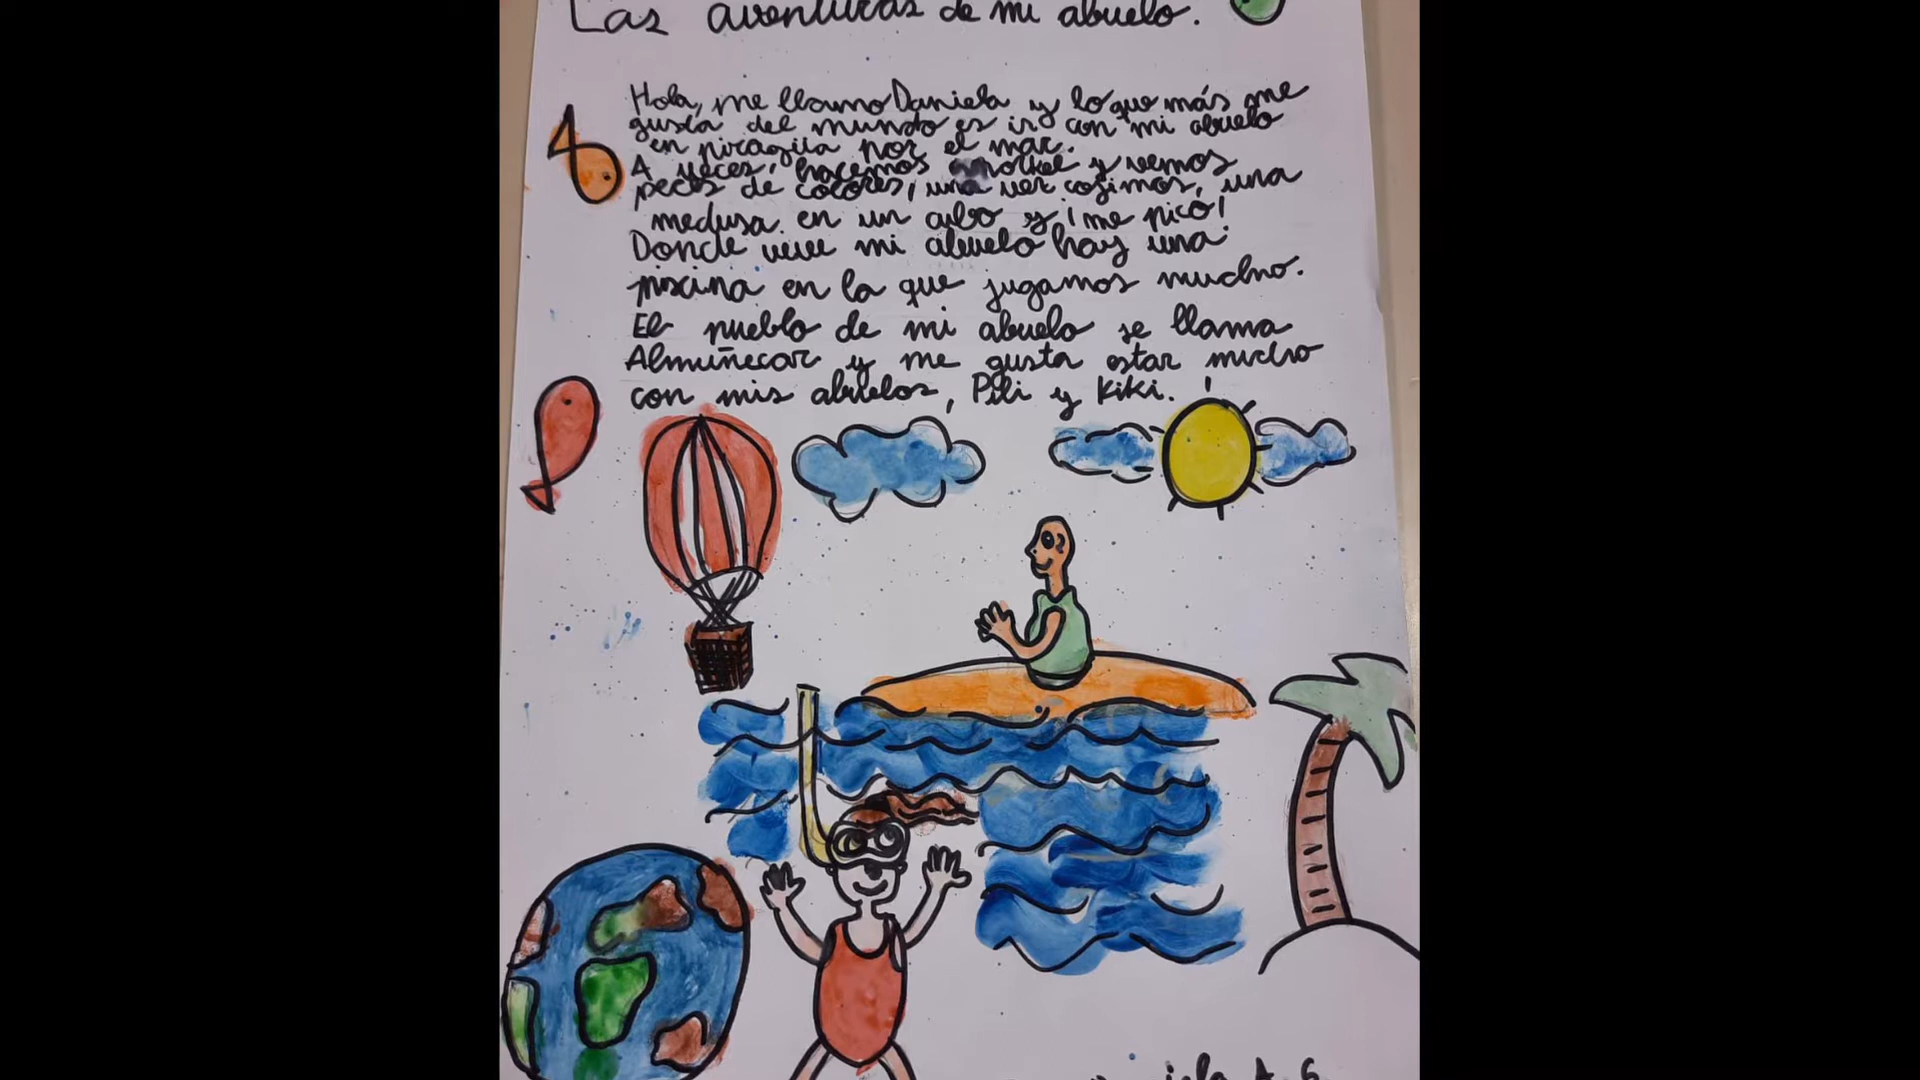 Las aventuras de mi abuelo.
Hola, me llamo Daniela y lo que más me
gusta del mundo es ir con mi abuelo
en piragüa por el mar.
A veces, hacemos snorkel y vemos
peces de colores, una vez cogimos, una
medusa en un cubo y ¡me picó!
Donde vive mi abuelo hay una
piscina en la que jugamos mucho.
El pueblo de mi abuelo se llama
Almuñecar y me gusta estar mucho
con mis abuelos, Pili y Kiki.